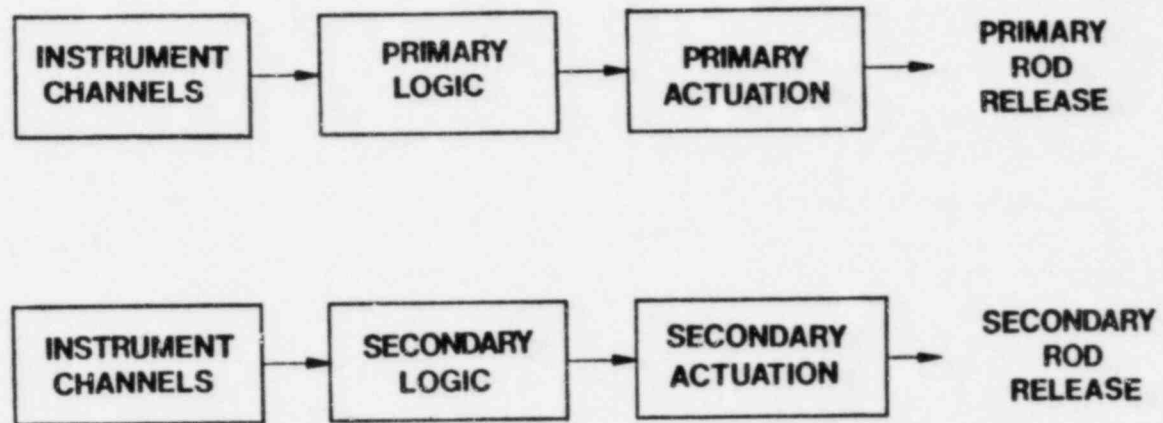 INSTRUMENT
CHANNELS
PRIMARY
LOGIC
PRIMARY
ACTUATION
PRIMARY
ROD
RELEASE
INSTRUMENT
CHANNELS
SECONDARY
LOGIC
SECONDARY
ACTUATION
SECONDARY
ROD
RELEASE